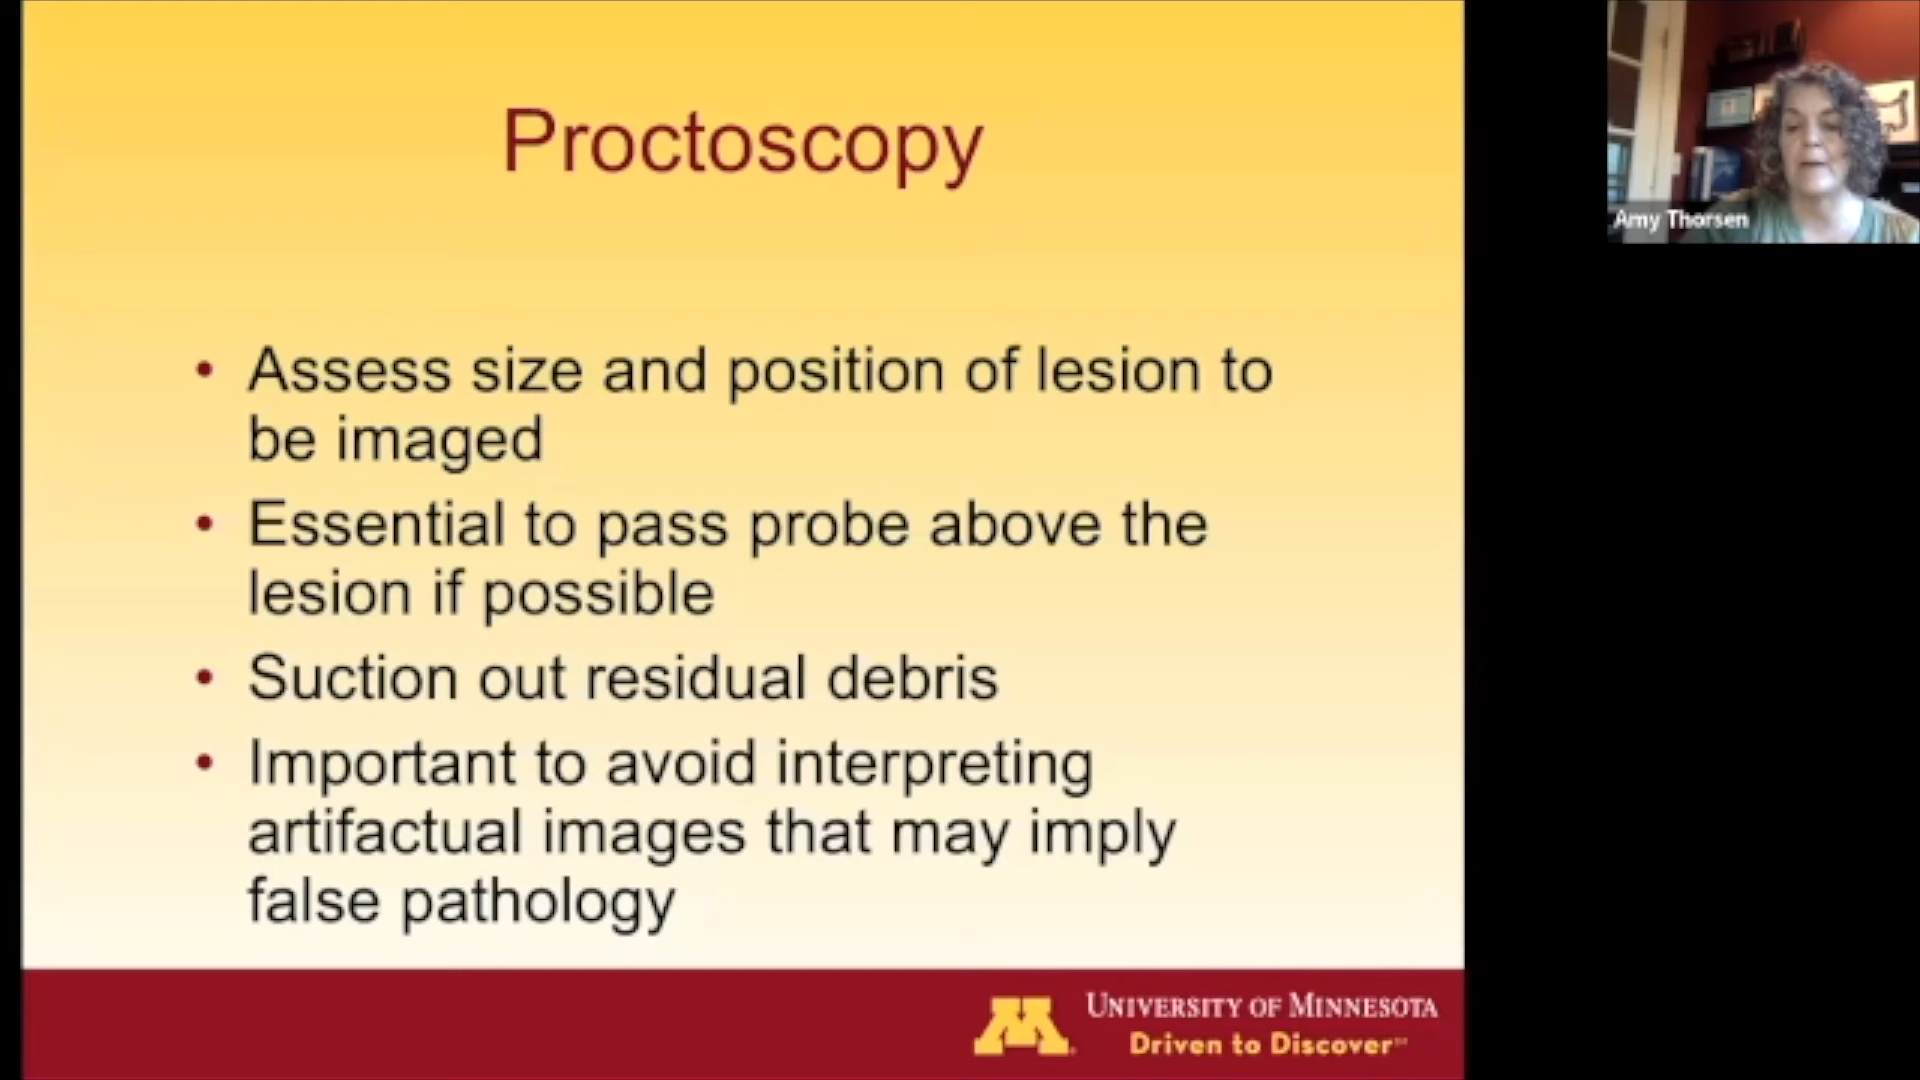 Proctoscopy
• Assess size and position of lesion to
be imaged
• Essential to pass probe above the
lesion if possible
• Suction out residual debris
• Important to avoid interpreting
artifactual images that may imply
false pathology
UNIVERSITY OF MINNESOTA
Driven to Discover℠
Amy Thorsen